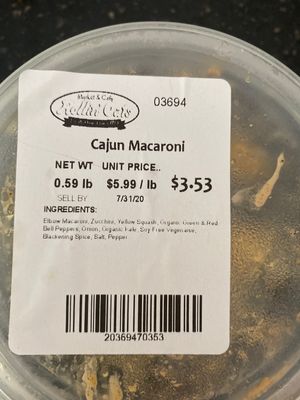 Market & Cafe
03694
Cajun Macaroni
NET WT UNIT PRICE..
0.59 lb $5.99 / lb $3.53
SELL BY 7/31/20
INGREDIENTS:
Elbow Macaroni, Zucchini, Yellow Squash, Organic Green & Red
Bell Peppers, Onion, Organic Kale, Soy Free Vegenaise,
Blackening Spice, Salt, Pepper
20369470353